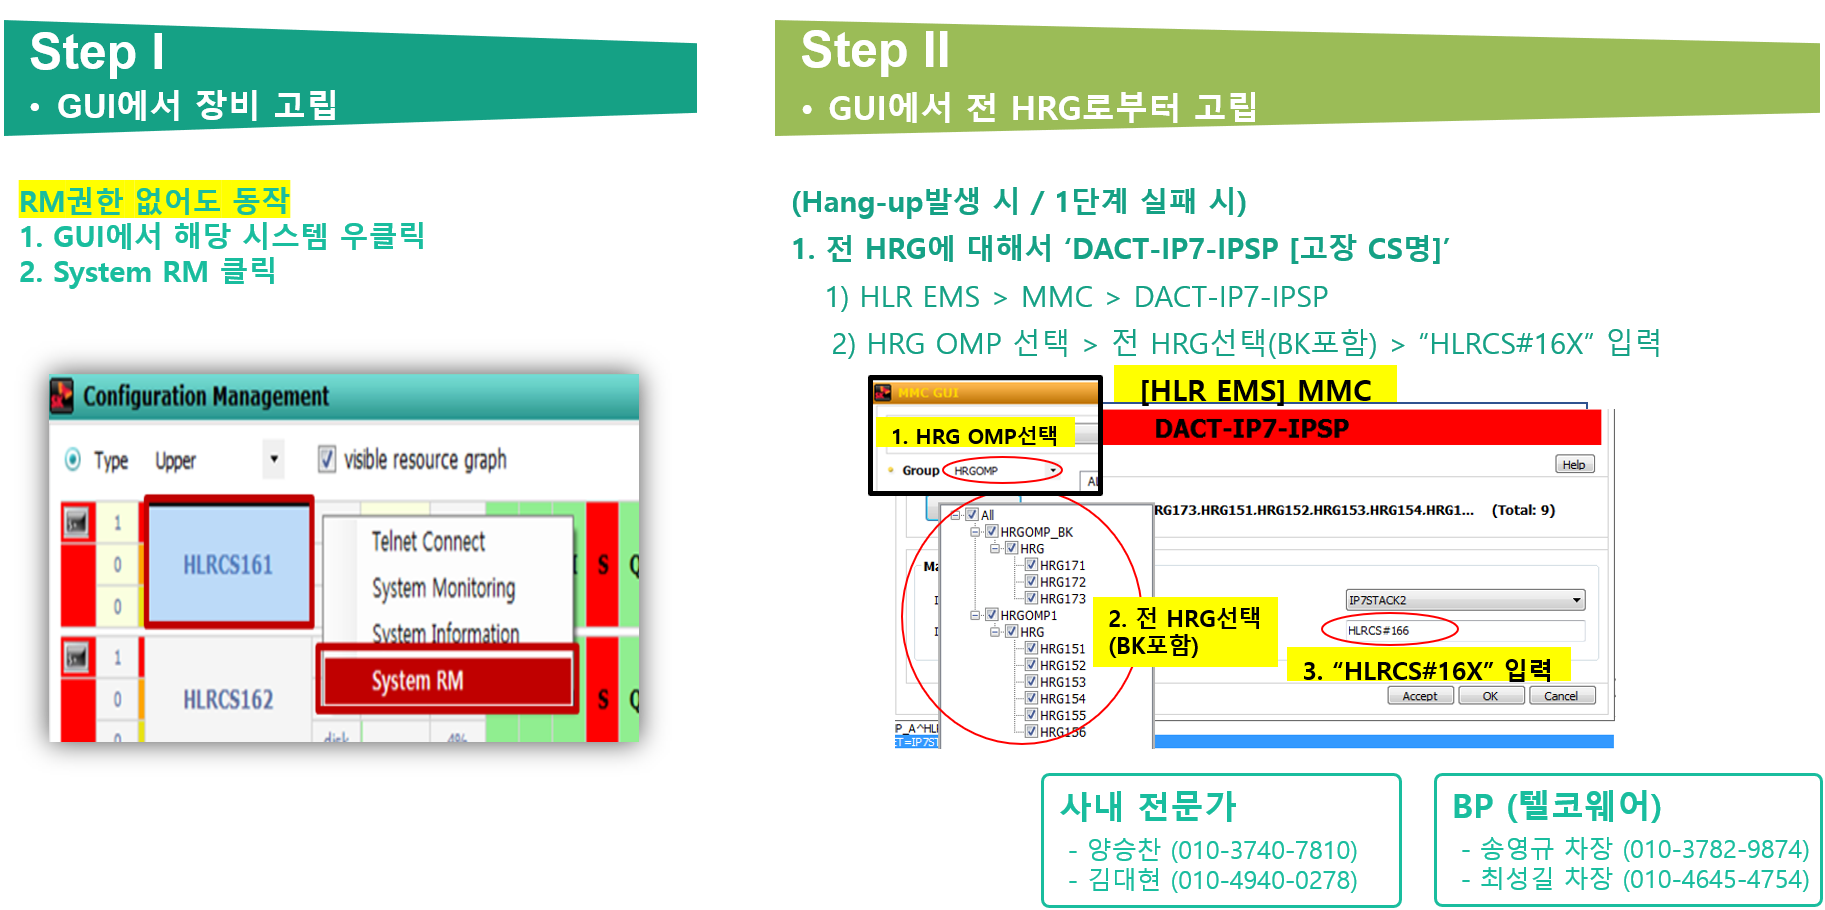 Step I
• GUI에서 장비 고립
RM권한 없어도 동작
1. GUI에서 해당 시스템 우클릭
2. System RM 클릭
Configuration Management
Type Upper visible resource graph
1
0
0
HLRCS161
Telnet Connect
System Monitoring
System Information
System RM
S Q
1
0
0
HLRCS162
S Q
disk 4%
Step II
• GUI에서 전 HRG로부터 고립
(Hang-up발생 시 / 1단계 실패 시)
1. 전 HRG에 대해서 ‘DACT-IP7-IPSP [고장 CS명]’
1) HLR EMS > MMC > DACT-IP7-IPSP
2) HRG OMP 선택 > 전 HRG선택(BK포함) > “HLRCS#16X” 입력
MMC GUI
[HLR EMS] MMC
1. HRG OMP선택
DACT-IP7-IPSP
Group HRGOMP
Help
All
HRGOMP_BK
HRG
HRG171
HRG172
HRG173
HRGOMP1
HRG
HRG151
HRG152
HRG153
HRG154
HRG155
HRG156
RG173.HRG151.HRG152.HRG153.HRG154.HRG1... (Total: 9)
IP7STACK2
2. 전 HRG선택
(BK포함)
HLRCS#166
3. “HLRCS#16X” 입력
Accept OK Cancel
사내 전문가
- 양승찬 (010-3740-7810)
- 김대현 (010-4940-0278)
BP (텔코웨어)
- 송영규 차장 (010-3782-9874)
- 최성길 차장 (010-4645-4754)